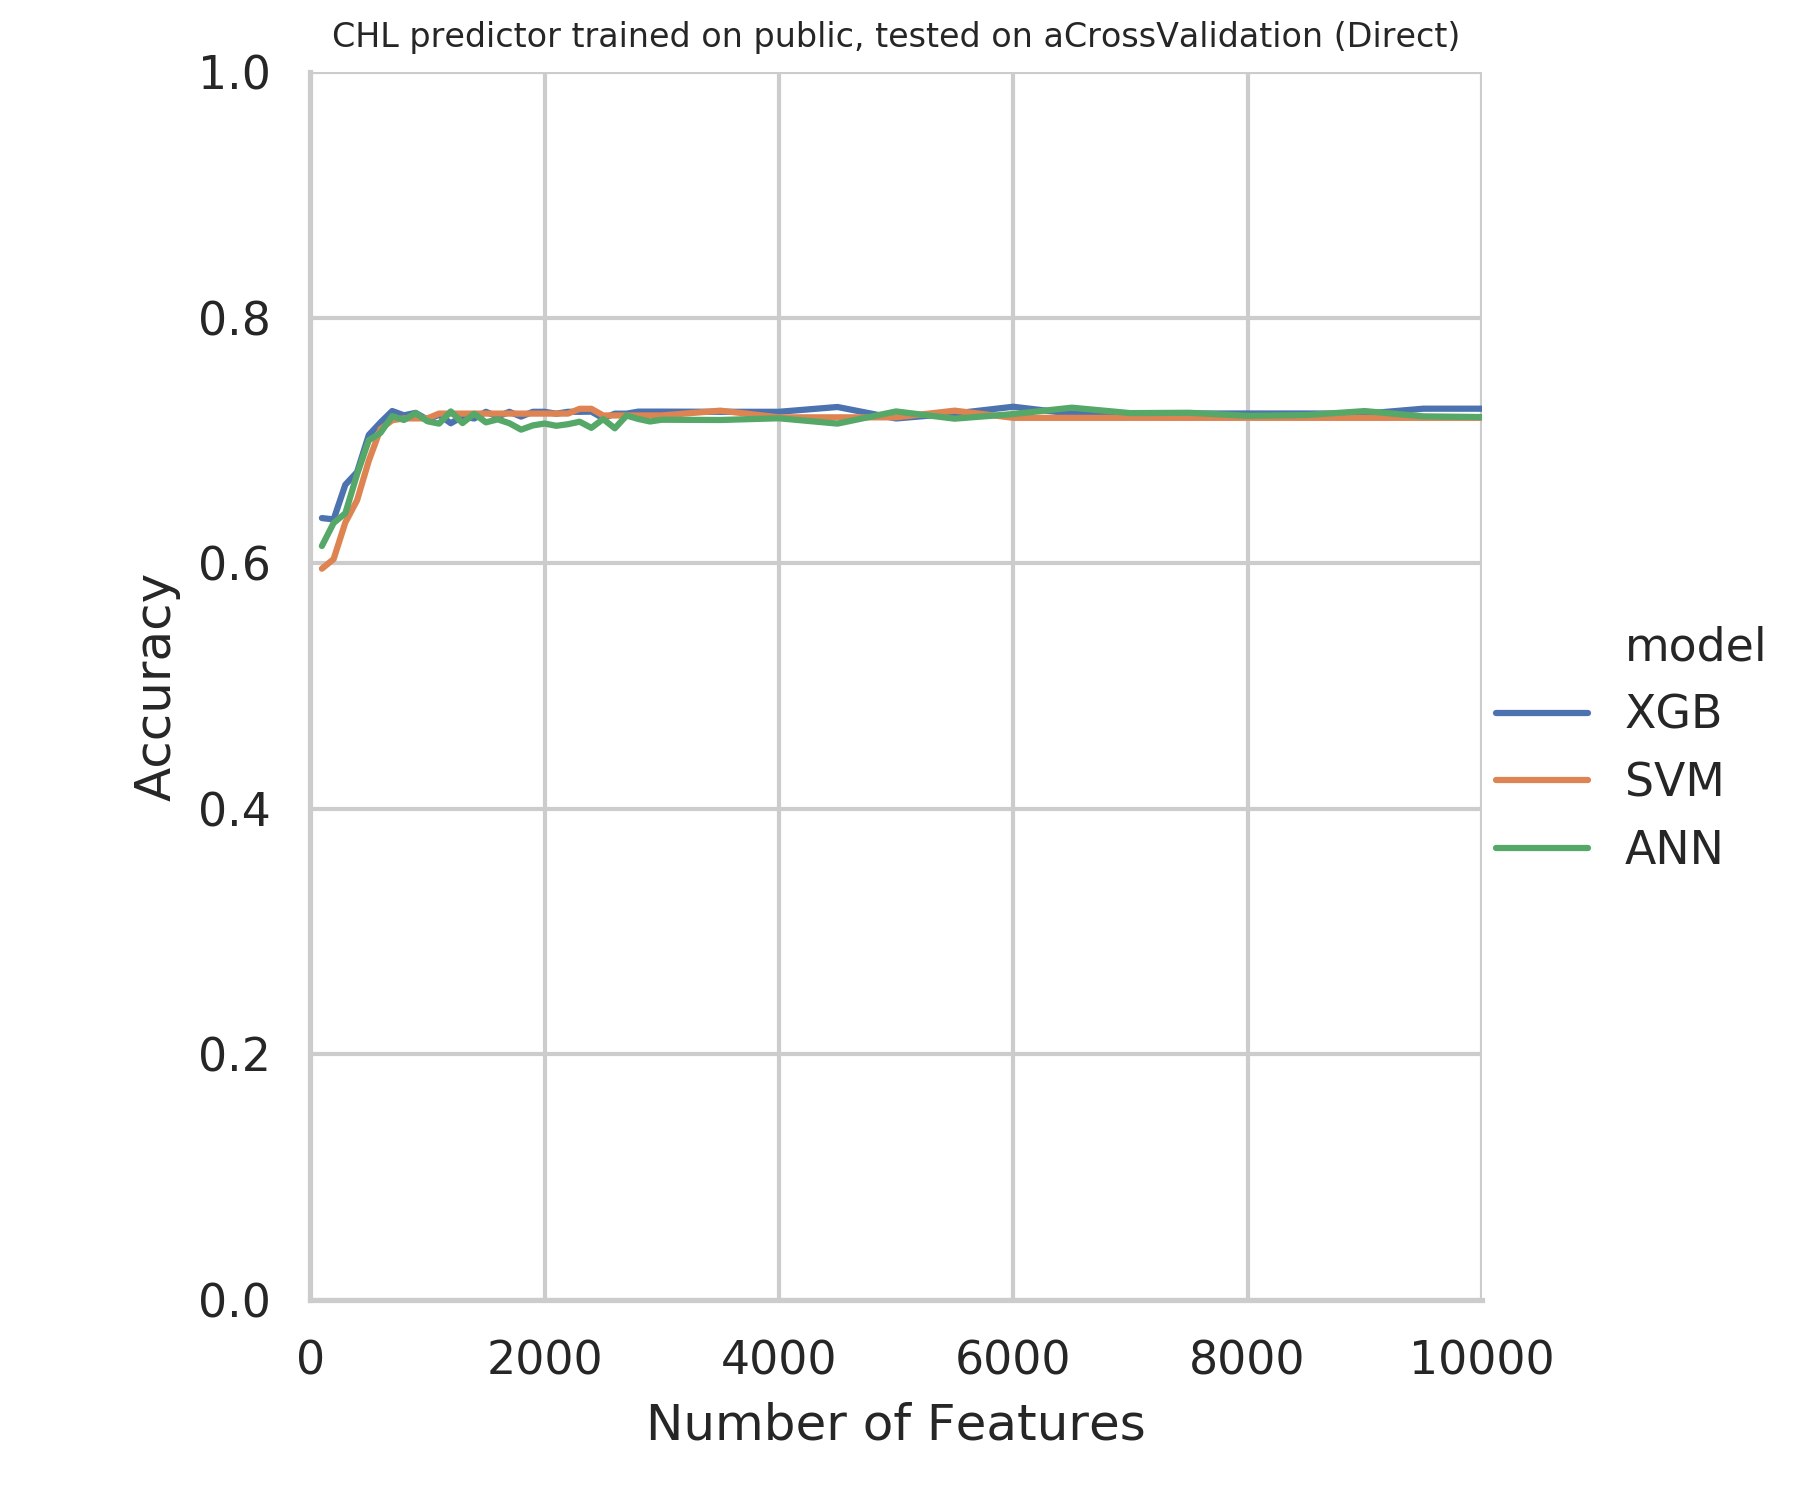 CHL predictor trained on public, tested on aCrossValidation (Direct)
1.0
0.8
0.6
0.4
0.2
0.0
Accuracy
0 2000 4000 6000 8000 10000
Number of Features
model
XGB
SVM
ANN